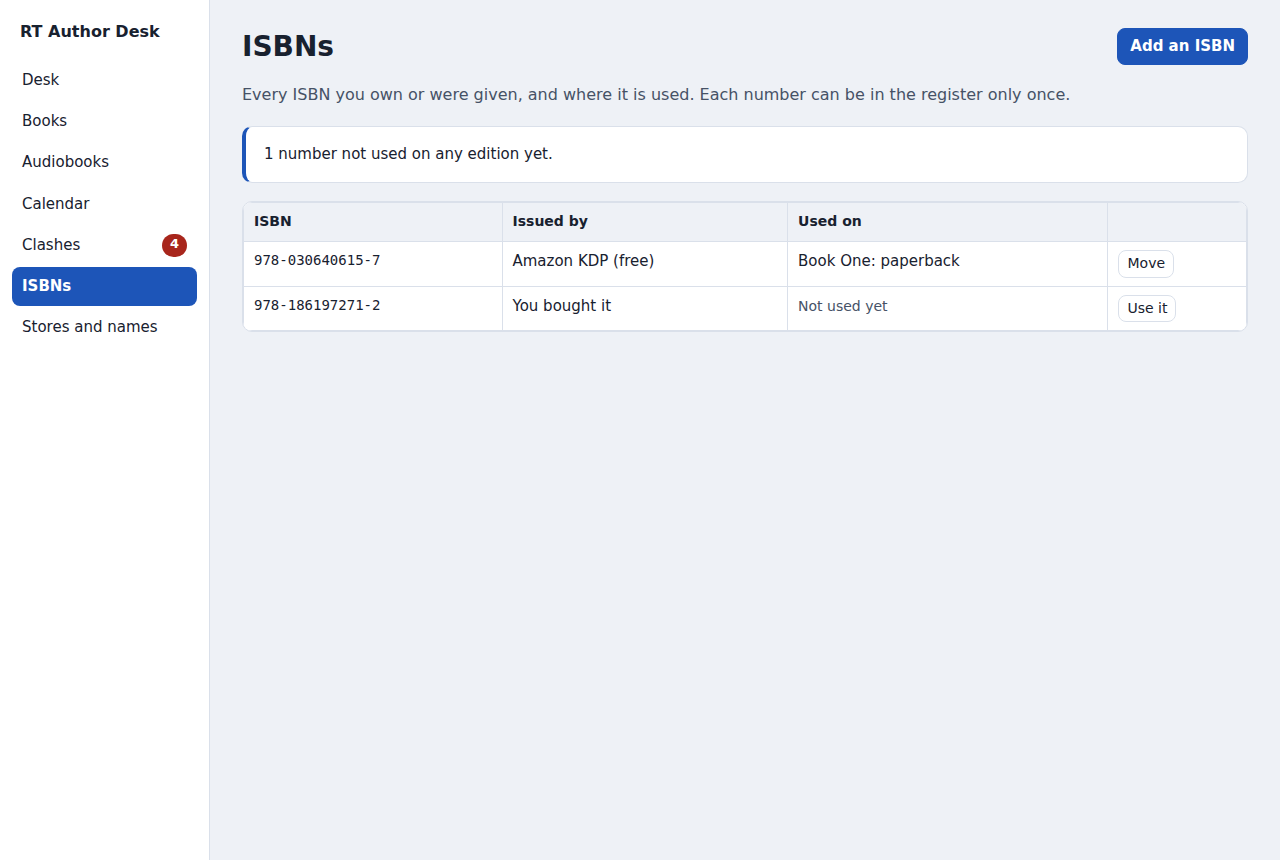 RT Author Desk
Desk
Books
Audiobooks
Calendar
Clashes 4
ISBNs
Stores and names
ISBNs
Add an ISBN
Every ISBN you own or were given, and where it is used. Each number can be in the register only once.
1 number not used on any edition yet.
ISBN Issued by Used on
978-030640615-7 Amazon KDP (free) Book One: paperback Move
978-186197271-2 You bought it Not used yet Use it